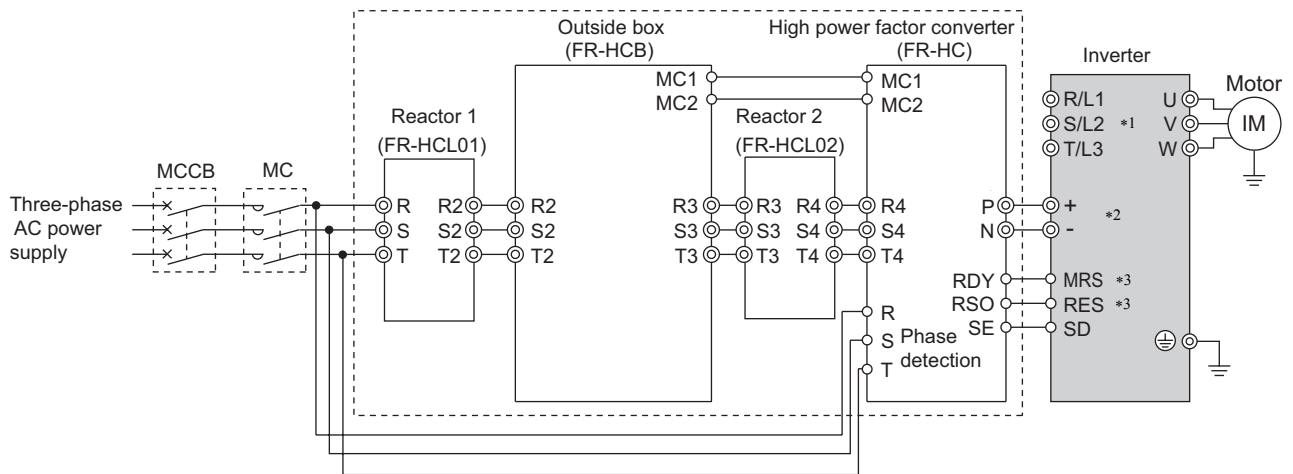 Outside box
(FR-HCB)
High power factor converter
(FR-HC)
Inverter
Motor
MC1
MC2
MC1
MC2
Reactor 1
(FR-HCL01)
Reactor 2
(FR-HCL02)
R/L1
S/L2 *1
T/L3
U
V
W
IM
MCCB
MC
Three-phase
AC power
supply
R
S
T
R2
S2
T2
R2
S2
T2
R3
S3
T3
R3
S3
T3
R4
S4
T4
R4
S4
T4
P
N
+
-
*2
RDY
RSO
SE
MRS *3
RES *3
SD
R
S
T
Phase
detection